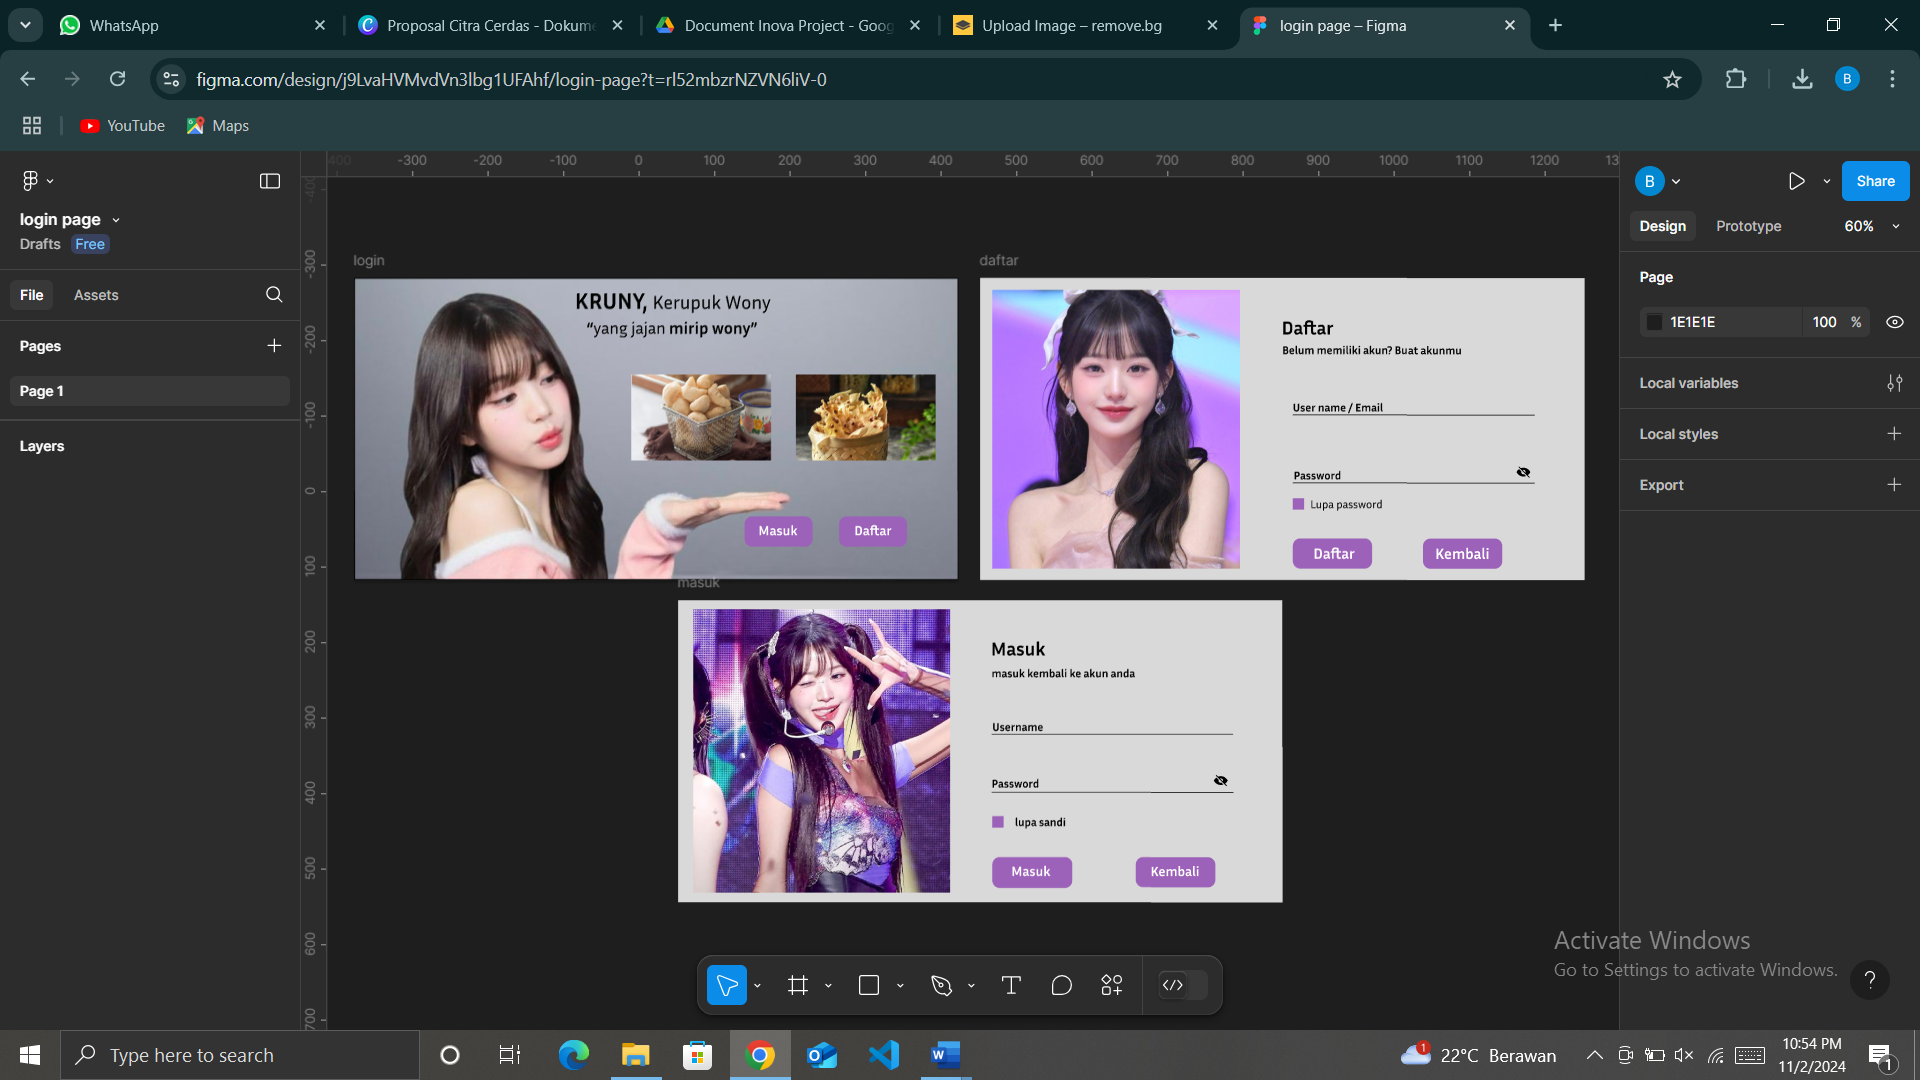 WhatsApp
Proposal Citra Cerdas - Dokume
Document Inova Project - Goog
Upload Image – remove.bg
login page – Figma
figma.com/design/j9LvaHVMvdVn3lbg1UFAhf/login-page?t=rl52mbzrNZVN6liV-0
B
YouTube
Maps
400 -300 -200 -100 0 100 200 300 400 500 600 700 800 900 1000 1100 1200 13
login page
Drafts Free
File Assets
Pages
Page 1
Layers
-400
-300
-200
-100
0
100
200
300
400
500
600
700
login
KRUNY, Kerupuk Wony
“yang jajan mirip wony”
Masuk Daftar
daftar
Daftar
Belum memiliki akun? Buat akunmu
User name / Email
Password
Lupa password
Daftar Kembali
masuk
Masuk
masuk kembali ke akun anda
Username
Password
lupa sandi
Masuk Kembali
B Share
Design Prototype 60%
Page
1E1E1E 100 %
Local variables
Local styles
Export
Activate Windows
Go to Settings to activate Windows.
?
Type here to search
1
22°C Berawan
10:54 PM
11/2/2024
1